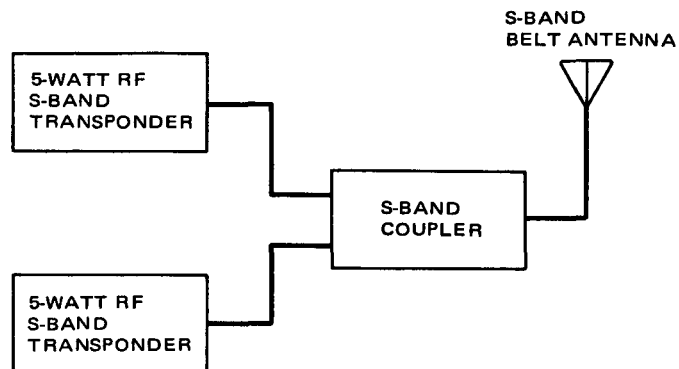 S-BAND
BELT ANTENNA
5-WATT RF
S-BAND
TRANSPONDER
S-BAND
COUPLER
5-WATT RF
S-BAND
TRANSPONDER